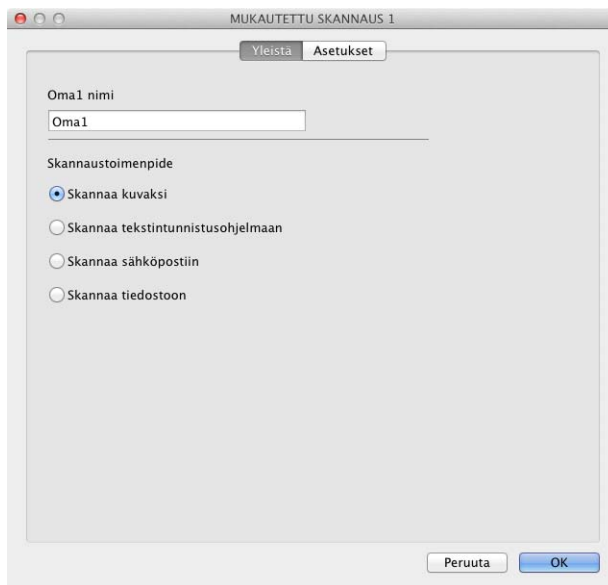 MUKAUTETTU SKANNAUS 1
Yleistä Asetukset
Oma1 nimi
Oma1
Skannaustoimenpide
Skannaa kuvaksi
Skannaa tekstintunnistusohjelmaan
Skannaa sähköpostiin
Skannaa tiedostoon
Peruuta OK